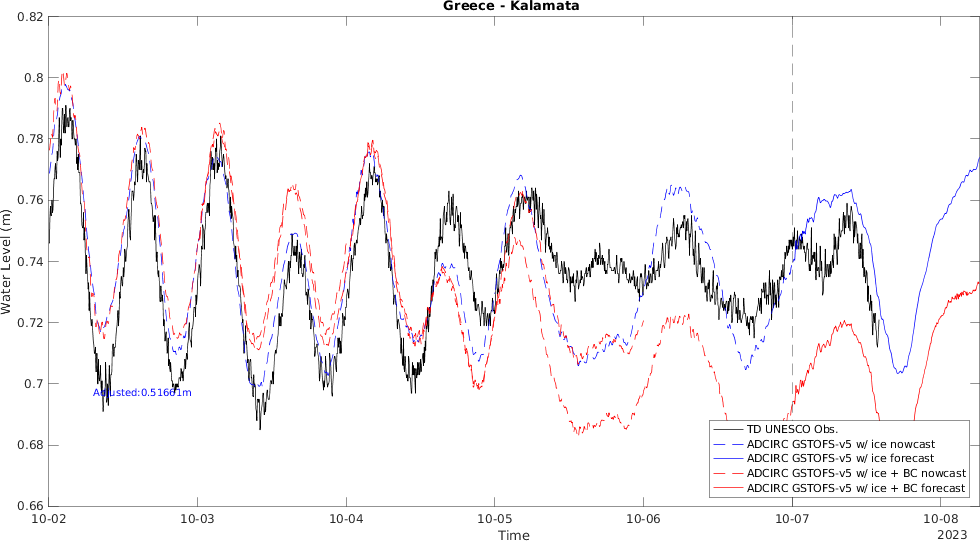 Greece - Kalamata
Water Level (m)
0.82
0.8
0.78
0.76
0.74
0.72
0.7
0.68
0.66
Adjusted:0.51661m
TD UNESCO Obs.
ADCIRC GSTOFS-v5 w/ ice nowcast
ADCIRC GSTOFS-v5 w/ ice forecast
ADCIRC GSTOFS-v5 w/ ice + BC nowcast
ADCIRC GSTOFS-v5 w/ ice + BC forecast
10-02 10-03 10-04 10-05 10-06 10-07 10-08
Time
2023